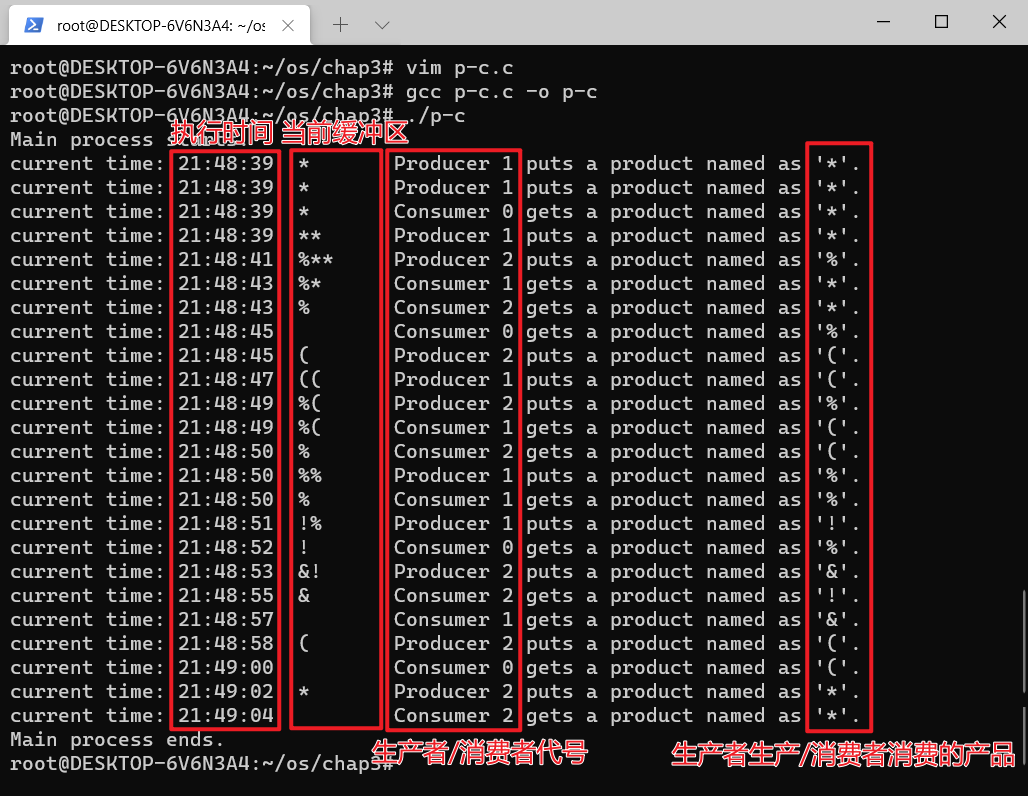 root@DESKTOP-6V6N3A4: ~/os
root@DESKTOP-6V6N3A4:~/os/chap3# vim p-c.c
root@DESKTOP-6V6N3A4:~/os/chap3# gcc p-c.c -o p-c
root@DESKTOP-6V6N3A4:~/os/chap3# ./p-c
执行时间 当前缓冲区
Main process starts.
current time: 21:48:39 * Producer 1 puts a product named as '*'.
current time: 21:48:39 * Producer 1 puts a product named as '*'.
current time: 21:48:39 * Consumer 0 gets a product named as '*'.
current time: 21:48:39 ** Producer 1 puts a product named as '*'.
current time: 21:48:41 %** Producer 2 puts a product named as '%'.
current time: 21:48:43 %* Consumer 1 gets a product named as '*'.
current time: 21:48:43 % Consumer 2 gets a product named as '*'.
current time: 21:48:45 Consumer 0 gets a product named as '%'.
current time: 21:48:45 ( Producer 2 puts a product named as '('.
current time: 21:48:47 (( Producer 1 puts a product named as '('.
current time: 21:48:49 %( Producer 2 puts a product named as '%'.
current time: 21:48:49 %( Consumer 1 gets a product named as '('.
current time: 21:48:50 % Consumer 2 gets a product named as '('.
current time: 21:48:50 %% Producer 1 puts a product named as '%'.
current time: 21:48:50 % Consumer 1 gets a product named as '%'.
current time: 21:48:51 !% Producer 1 puts a product named as '!'.
current time: 21:48:52 ! Consumer 0 gets a product named as '%'.
current time: 21:48:53 &! Producer 2 puts a product named as '&'.
current time: 21:48:55 & Consumer 2 gets a product named as '!'.
current time: 21:48:57 Consumer 1 gets a product named as '&'.
current time: 21:48:58 ( Producer 2 puts a product named as '('.
current time: 21:49:00 Consumer 0 gets a product named as '('.
current time: 21:49:02 * Producer 2 puts a product named as '*'.
current time: 21:49:04 Consumer 2 gets a product named as '*'.
Main process ends.
root@DESKTOP-6V6N3A4:~/os/chap3#
生产者/消费者代号
生产者生产/消费者消费的产品